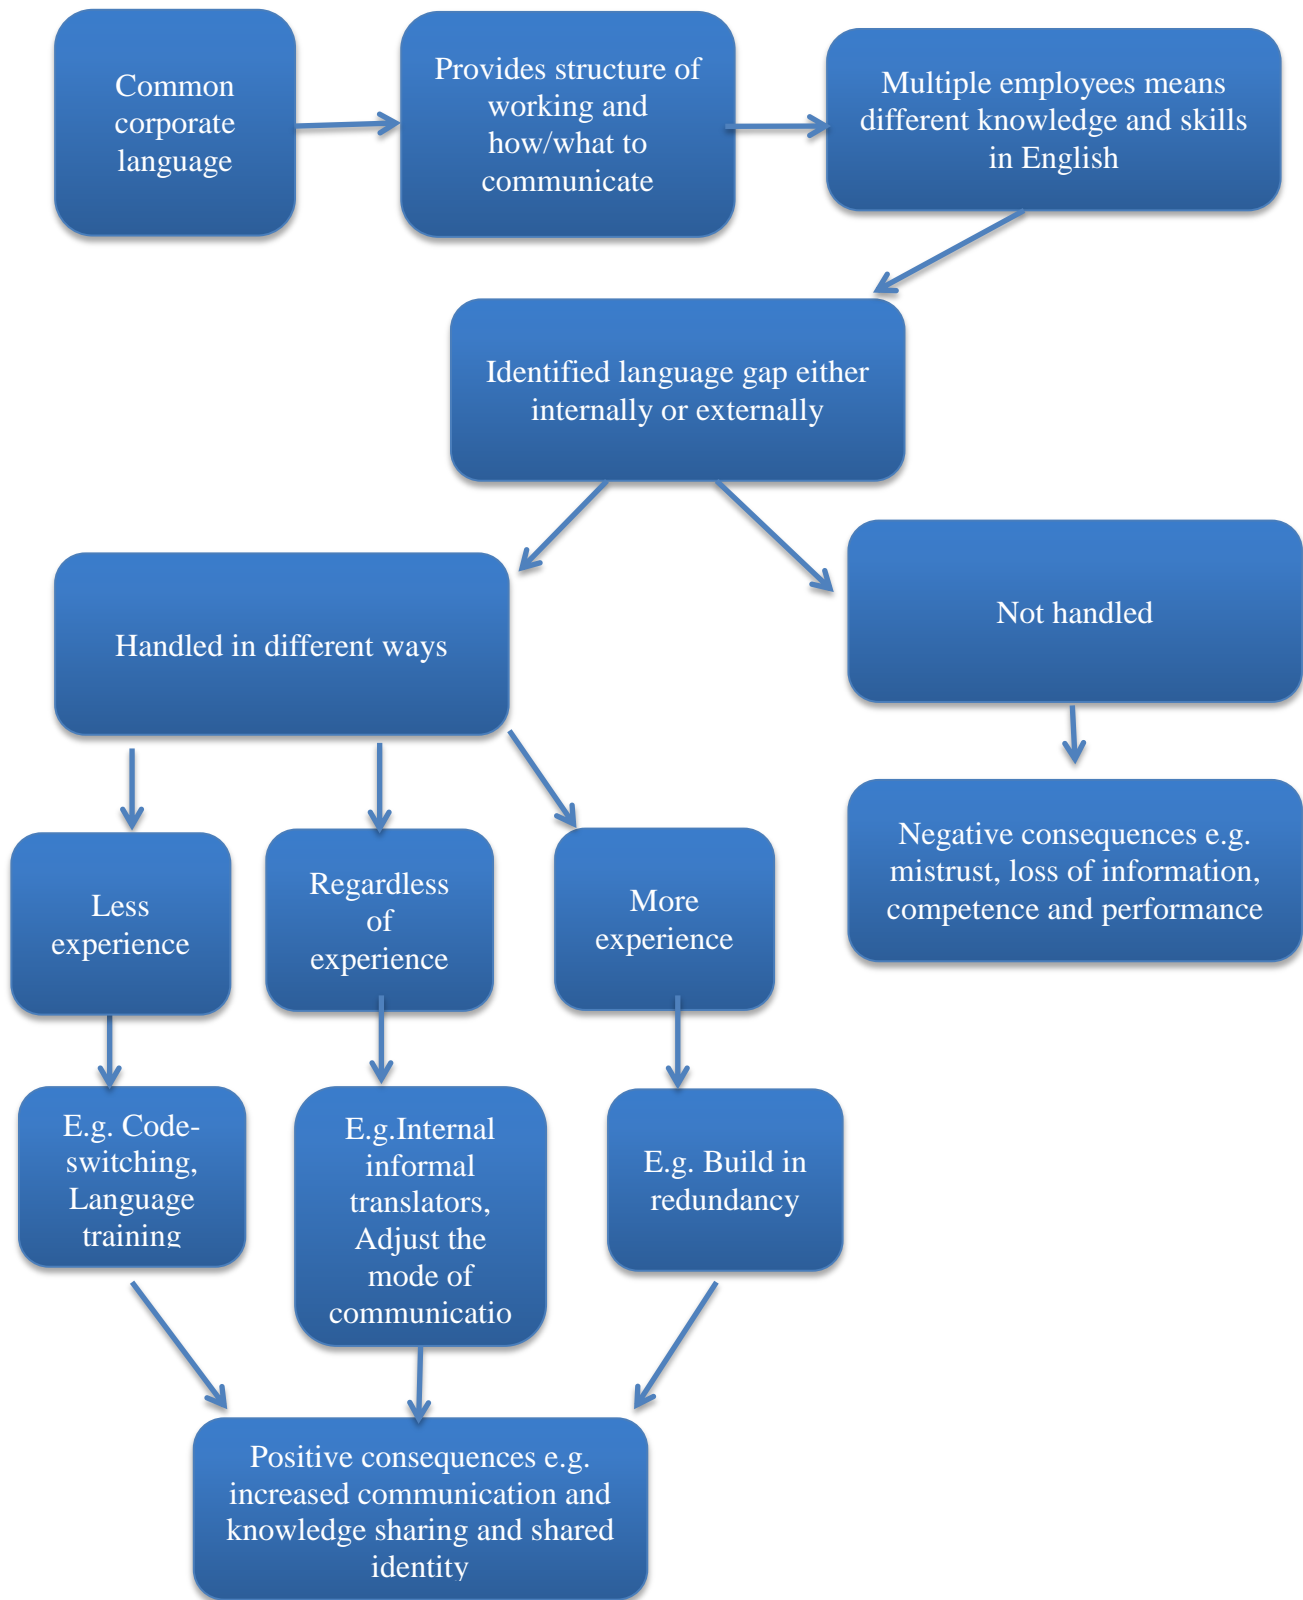 Common
corporate
language
Provides structure of
working and
how/what to
communicate
Multiple employees means
different knowledge and skills
in English
Identified language gap either
internally or externally
Handled in different ways
Not handled
Less
experience
Regardless
of
experience
More
experience
Negative consequences e.g.
mistrust, loss of information,
competence and performance
E.g. Code-
switching,
Language
training
E.g.Internal
informal
translators,
Adjust the
mode of
communicatio
E.g. Build in
redundancy
Positive consequences e.g.
increased communication and
knowledge sharing and shared
identity